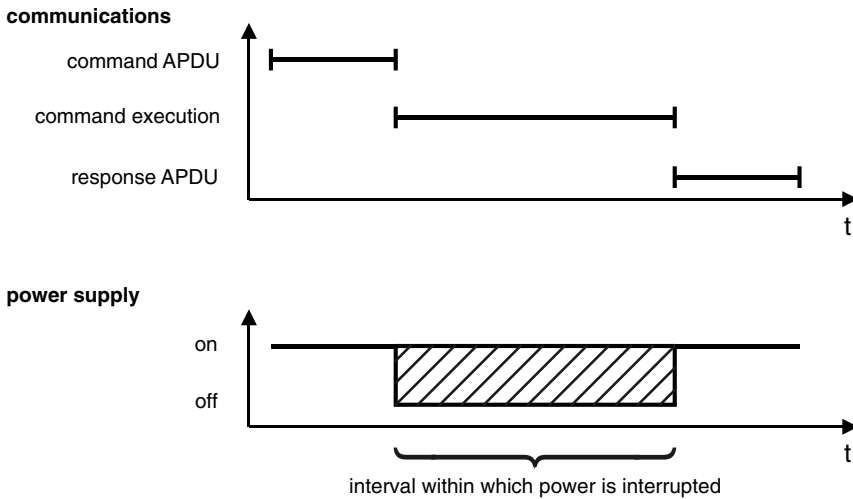 communications
command APDU
command execution
response APDU
t
power supply
on
off
t
interval within which power is interrupted